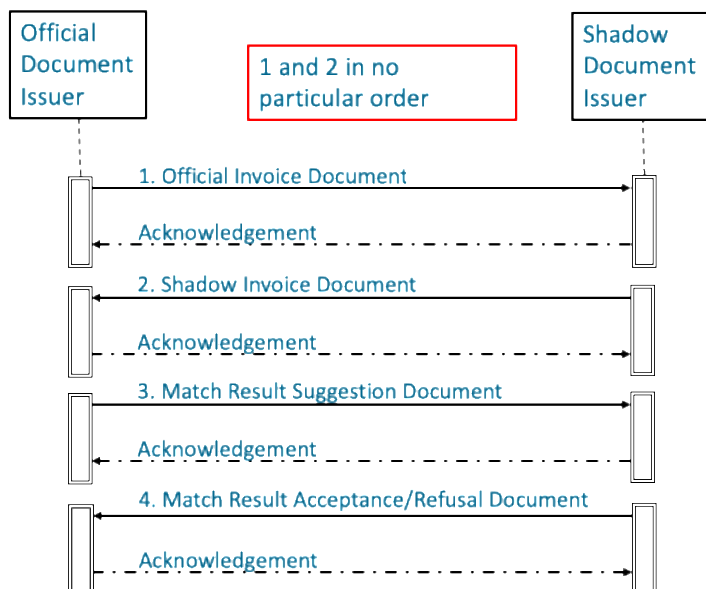 Official
Document
Issuer
1 and 2 in no
particular order
Shadow
Document
Issuer
1. Official Invoice Document
Acknowledgement
2. Shadow Invoice Document
Acknowledgement
3. Match Result Suggestion Document
Acknowledgement
4. Match Result Acceptance/Refusal Document
Acknowledgement